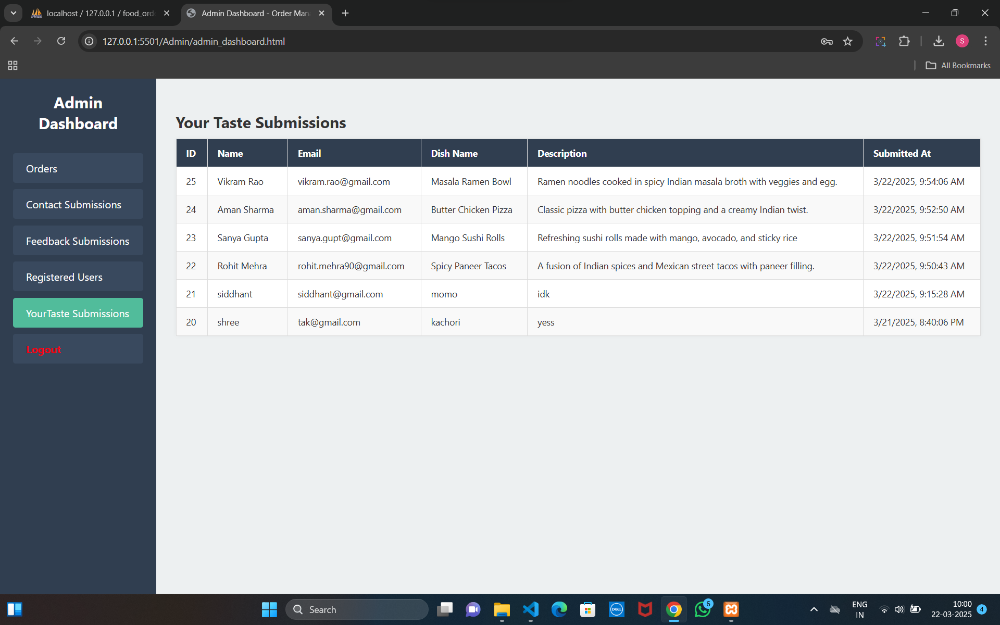 localhost / 127.0.0.1 / food_ord
Admin Dashboard - Order Man
127.0.0.1:5501/Admin/admin_dashboard.html
S
All Bookmarks
Admin
Dashboard
Orders
Contact Submissions
Feedback Submissions
Registered Users
YourTaste Submissions
Logout
Your Taste Submissions
ID Name Email Dish Name Description Submitted At
25 Vikram Rao vikram.rao@gmail.com Masala Ramen Bowl Ramen noodles cooked in spicy Indian masala broth with veggies and egg. 3/22/2025, 9:54:06 AM
24 Aman Sharma aman.sharma@gmail.com Butter Chicken Pizza Classic pizza with butter chicken topping and a creamy Indian twist. 3/22/2025, 9:52:50 AM
23 Sanya Gupta sanya.gupt@gmail.com Mango Sushi Rolls Refreshing sushi rolls made with mango, avocado, and sticky rice 3/22/2025, 9:51:54 AM
22 Rohit Mehra rohit.mehra90@gmail.com Spicy Paneer Tacos A fusion of Indian spices and Mexican street tacos with paneer filling. 3/22/2025, 9:50:43 AM
21 siddhant siddhant@gmail.com momo idk 3/22/2025, 9:15:28 AM
20 shree tak@gmail.com kachori yess 3/21/2025, 8:40:06 PM
Search
DELL
6
ENG
IN
10:00
22-03-2025
4